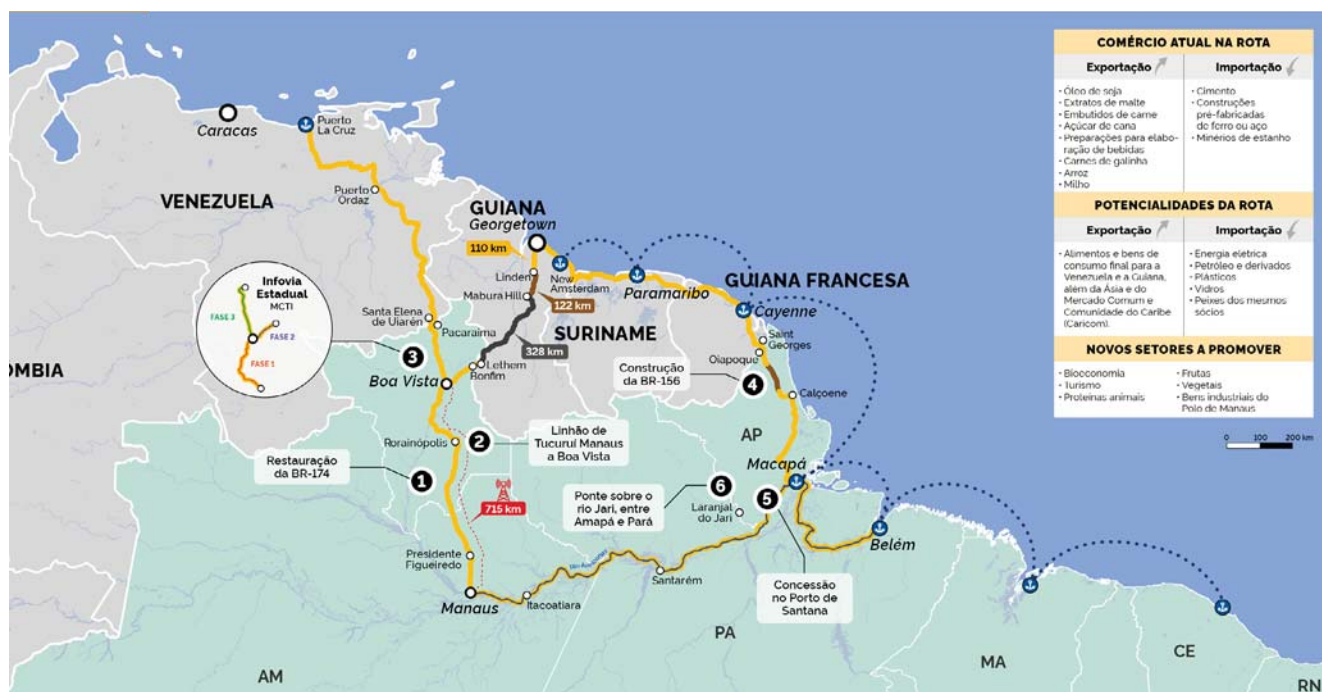 Caracas
Puerto
La Cruz
VENEZUELA
Puerto
Ordaz
GUIANA
Georgetown
110 km
Linden
New
Amsterdam
Mabura Hill
122 km
Paramaribo
GUIANA FRANCESA
Cayenne
SURINAME
Saint
Georges
Oiapoque
328 km
Infovia
Estadual
MCTI
FASE 3
FASE 2
FASE 1
Santa Elena
de Uiarén
Pacaraima
OMBIA
3
Boa Vista
Lethem
Bonfim
Construção
da BR-156
4
Calçoene
AP
Rorainópolis
2
Linhão de
Tucuruí Manaus
a Boa Vista
Restauração
da BR-174
1
715 km
Macapá
Ponte sobre o
rio Jari, entre
Amapá e Pará
6
Laranjal
do Jari
5
Belém
Presidente
Figueiredo
Manaus
Itacoatiara
Santarém
Concessão
no Porto de
Santana
AM
PA
MA
CE
RN
COMÉRCIO ATUAL NA ROTA
Exportação
• Óleo de soja
• Extratos de malte
• Embutidos de carne
• Açúcar de cana
• Preparações para elabo-
ração de bebidas
• Carnes de galinha
• Arroz
• Milho
Importação
• Cimento
• Construções
pré-fabricadas
de ferro ou aço
• Minérios de estanho
POTENCIALIDADES DA ROTA
Exportação
• Alimentos e bens de
consumo final para a
Venezuela e a Guiana,
além da Ásia e do
Mercado Comum e
Comunidade do Caribe
(Caricom).
Importação
• Energia elétrica
• Petróleo e derivados
• Plásticos
• Vidros
• Peixes dos mesmos
sócios
NOVOS SETORES A PROMOVER
• Bioeconomia
• Turismo
• Proteínas animais
• Frutas
• Vegetais
• Bens industriais do
Polo de Manaus
0 100 200 km